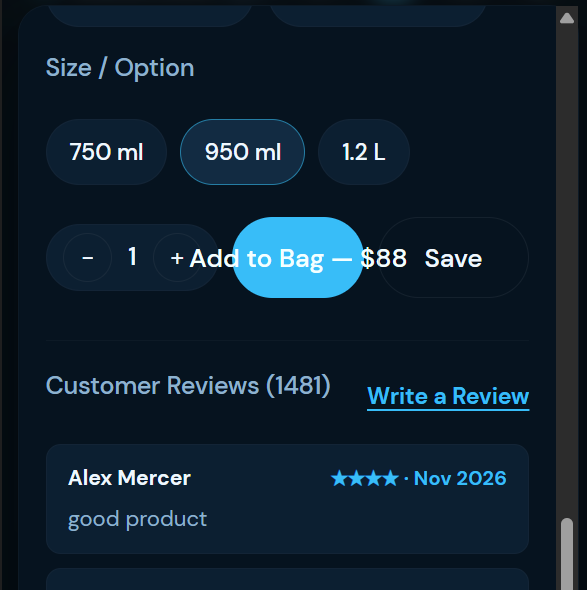 Size / Option
750 ml 950 ml 1.2 L
- 1 + Add to Bag — $88 Save
Customer Reviews (1481) Write a Review
Alex Mercer ★★★★ · Nov 2026
good product